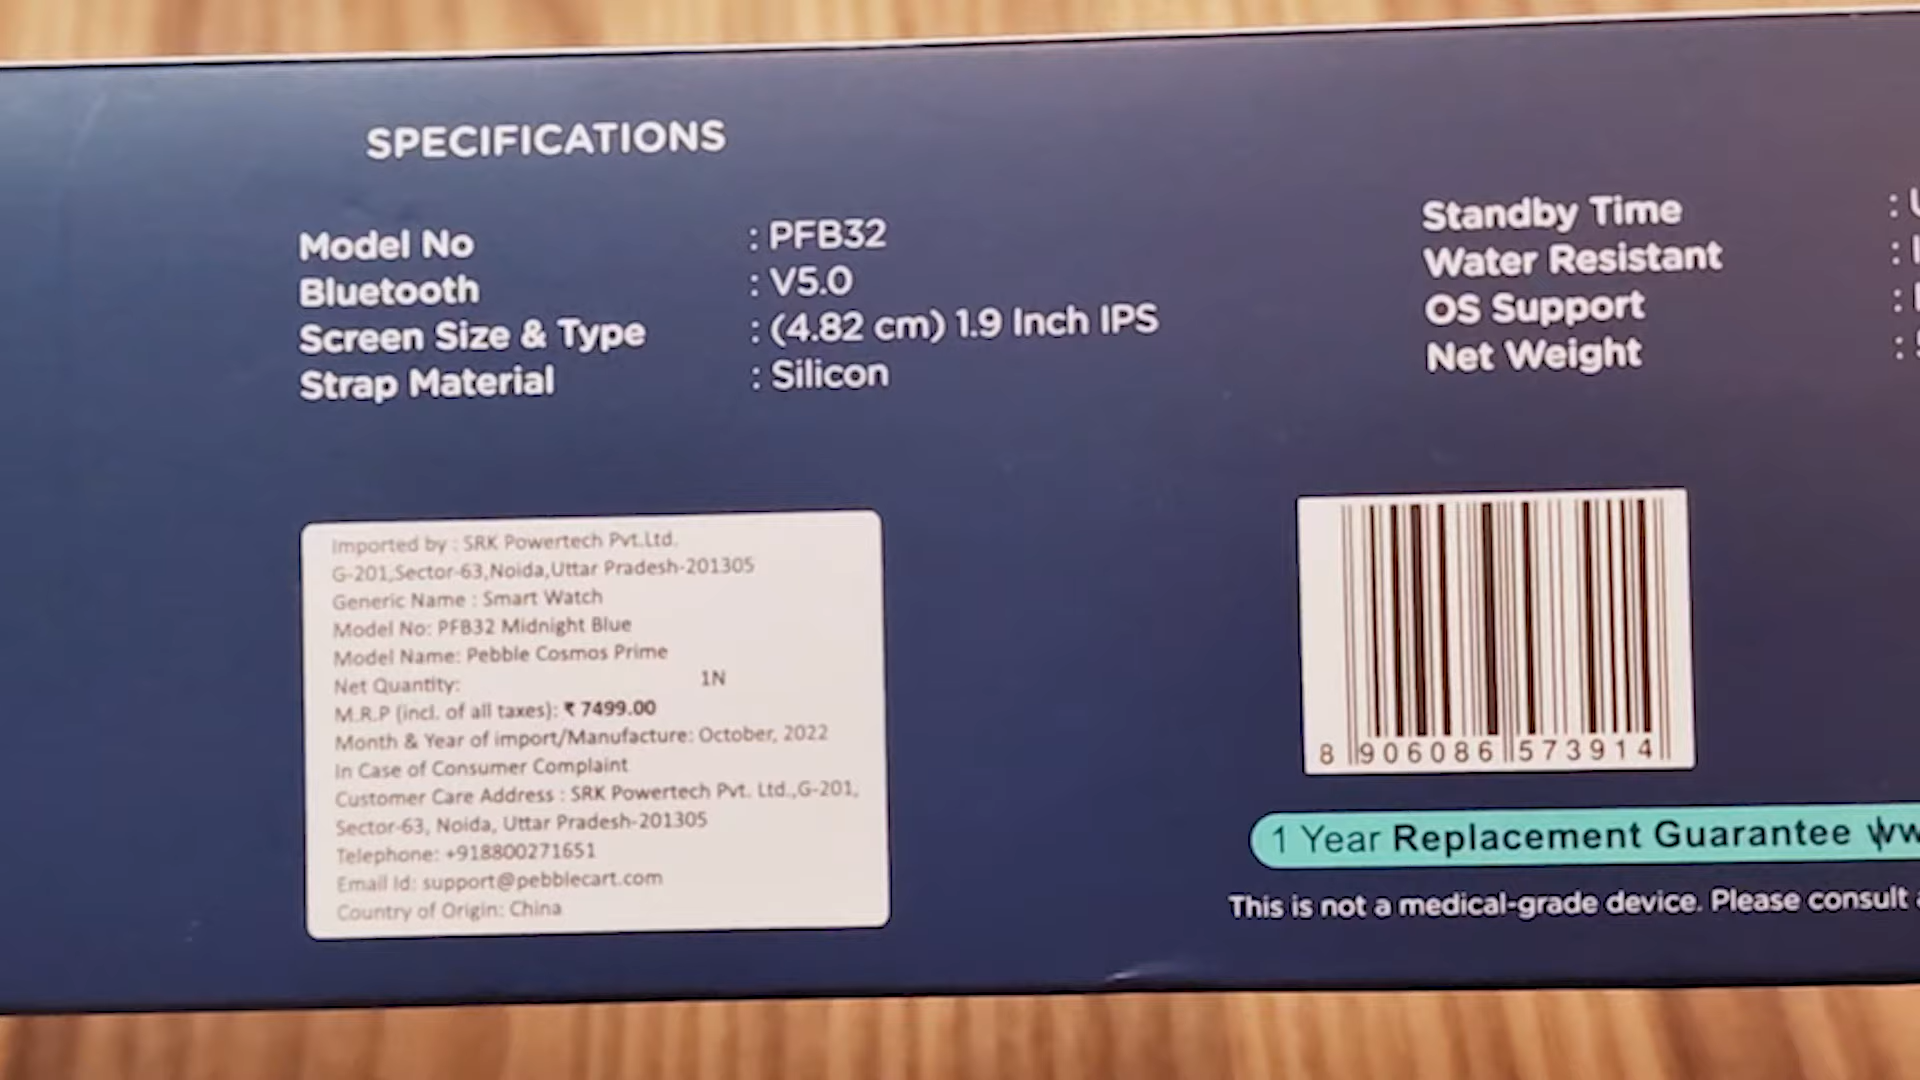 SPECIFICATIONS
Model No : PFB32
Bluetooth : V5.0
Screen Size & Type : (4.82 cm) 1.9 Inch IPS
Strap Material : Silicon
Standby Time :
Water Resistant :
OS Support :
Net Weight :
Imported by : SRK Powertech Pvt.Ltd.
G-201,Sector-63,Noida,Uttar Pradesh-201305
Generic Name : Smart Watch
Model No: PFB32 Midnight Blue
Model Name: Pebble Cosmos Prime
Net Quantity: 1N
M.R.P (incl. of all taxes): ₹ 7499.00
Month & Year of import/Manufacture: October, 2022
In Case of Consumer Complaint
Customer Care Address : SRK Powertech Pvt. Ltd.,G-201,
Sector-63, Noida, Uttar Pradesh-201305
Telephone: +918800271651
Email Id: support@pebblecart.com
Country of Origin: China
8 906086 573914
1 Year Replacement Guarantee
This is not a medical-grade device. Please consult